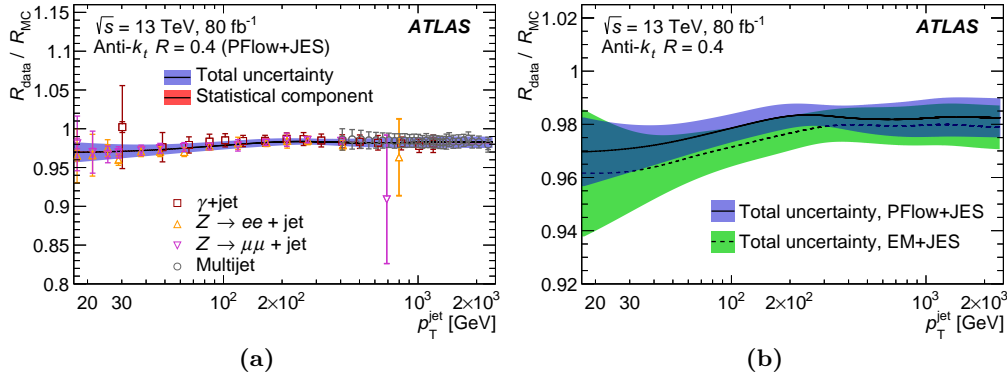 √s = 13 TeV, 80 fb⁻¹
ATLAS
Anti-kₜ R = 0.4 (PFlow+JES)
Total uncertainty
Statistical component
γ+jet
Z → ee + jet
Z → μμ + jet
Multijet
R_data / R_MC
1.15
1.1
1.05
1
0.95
0.9
0.85
0.8
20 30 10² 2×10² 10³ 2×10³
p_T^jet [GeV]
(a)
√s = 13 TeV, 80 fb⁻¹
ATLAS
Anti-kₜ R = 0.4
Total uncertainty, PFlow+JES
Total uncertainty, EM+JES
R_data / R_MC
1.02
1
0.98
0.96
0.94
0.92
20 30 10² 2×10² 10³ 2×10³
p_T^jet [GeV]
(b)